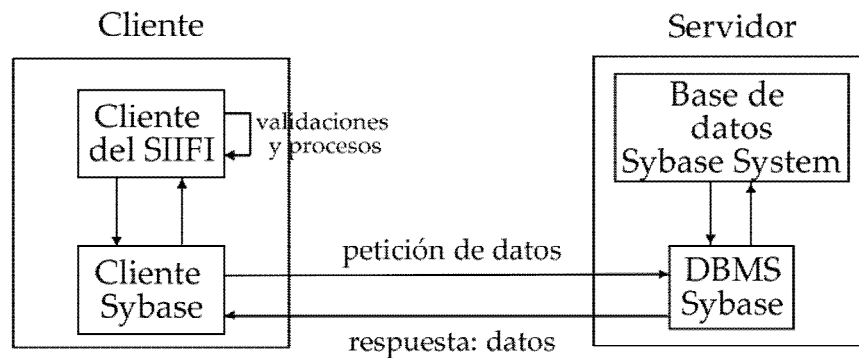 Cliente
Servidor
Cliente
del SIIFI
validaciones
y procesos
Base de
datos
Sybase System
petición de datos
Cliente
Sybase
DBMS
Sybase
respuesta: datos